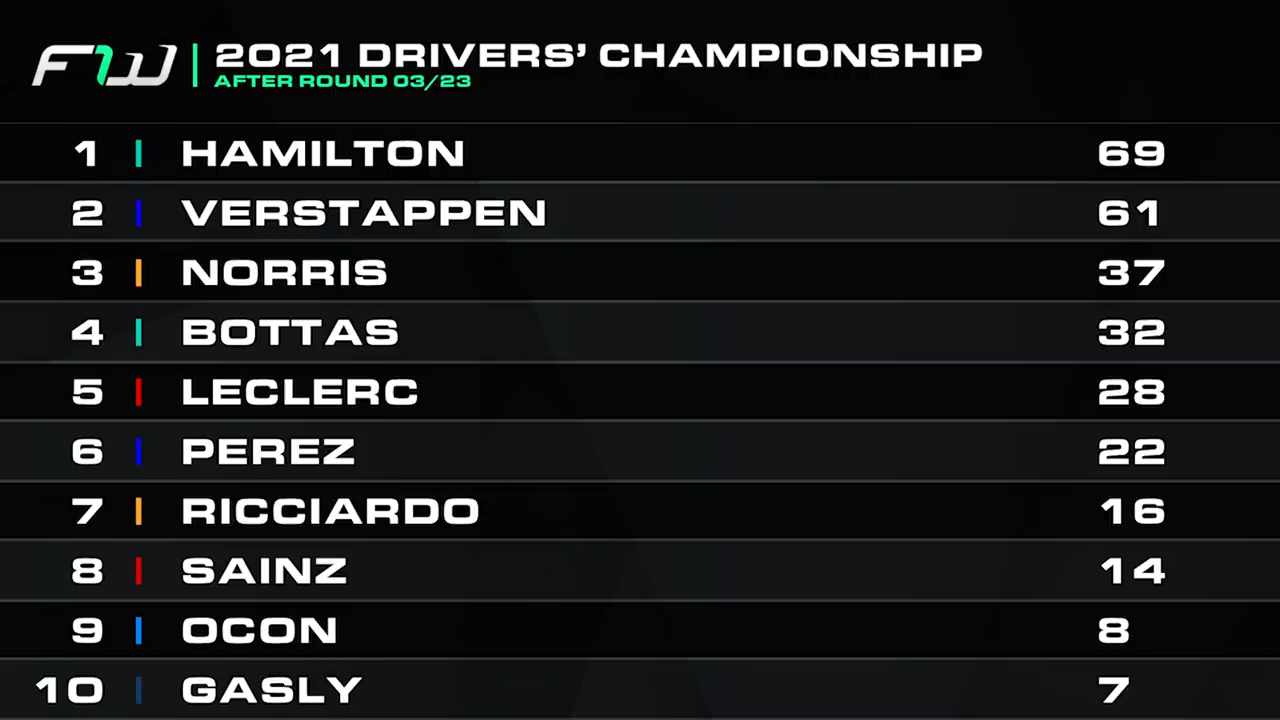 F1W
2021 DRIVERS' CHAMPIONSHIP
AFTER ROUND 03/23
1 HAMILTON 69
2 VERSTAPPEN 61
3 NORRIS 37
4 BOTTAS 32
5 LECLERC 28
6 PEREZ 22
7 RICCIARDO 16
8 SAINZ 14
9 OCON 8
10 GASLY 7